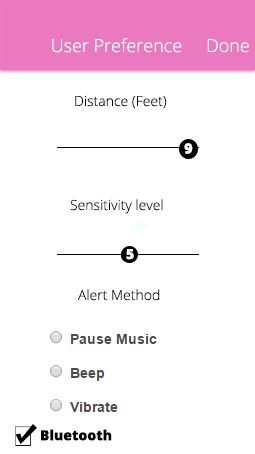 User Preference Done
Distance (Feet)
9
Sensitivity level
5
Alert Method
Pause Music
Beep
Vibrate
Bluetooth